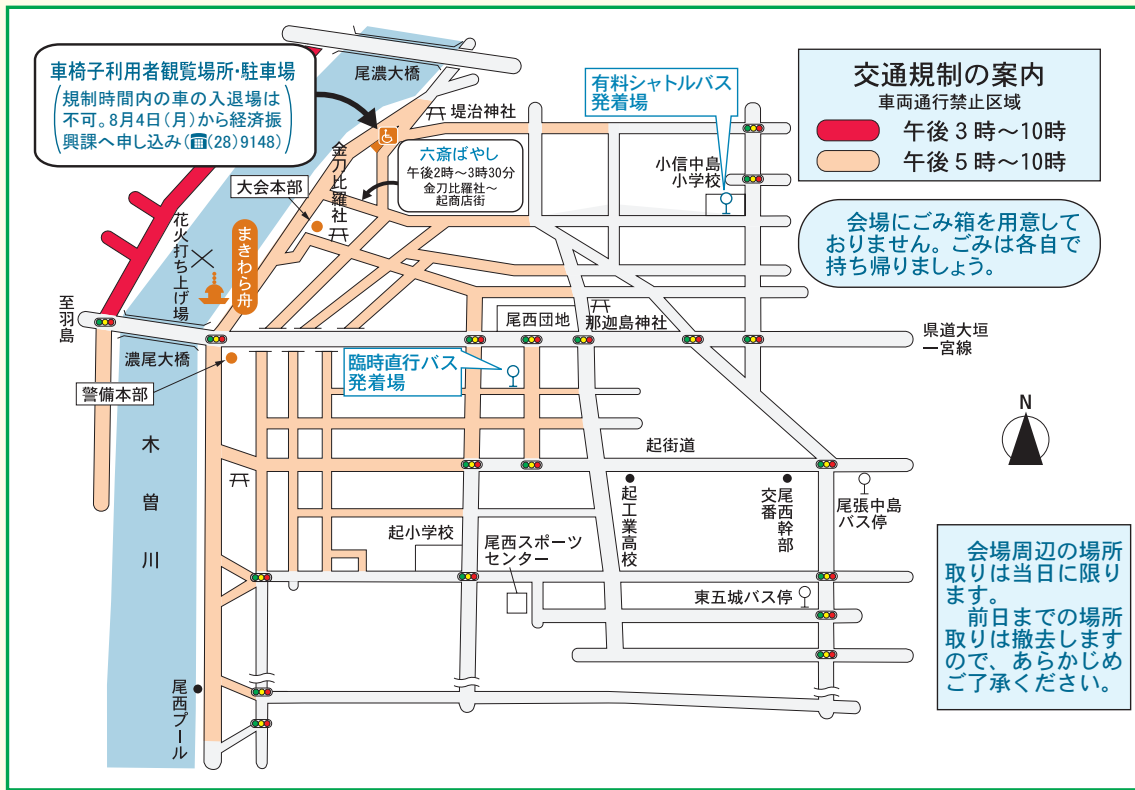 車椅子利用者観覧場所・駐車場
規制時間内の車の入退場は
不可。8月4日(月)から経済振
興課へ申し込み(☎(28)9148)
尾濃大橋
堤治神社
有料シャトルバス
発着場
小信中島
小学校
交通規制の案内
車両通行禁止区域
午後3時～10時
午後5時～10時
会場にごみ箱を用意して
おりません。ごみは各自で
持ち帰りましょう。
六斎ばやし
午後2時～3時30分
金刀比羅社～
起商店街
金刀比羅社
大会本部
花火打ち上げ場
まきわら舟
至羽島
濃尾大橋
警備本部
尾西団地
那迦島神社
県道大垣
一宮線
臨時直行バス
発着場
木曽川
起街道
N
起工業高校
尾西幹部
交番
尾張中島
バス停
起小学校
尾西スポーツ
センター
東五城バス停
尾西プール
会場周辺の場所
取りは当日に限り
ます。
前日までの場所
取りは撤去します
ので、あらかじめ
ご了承ください。